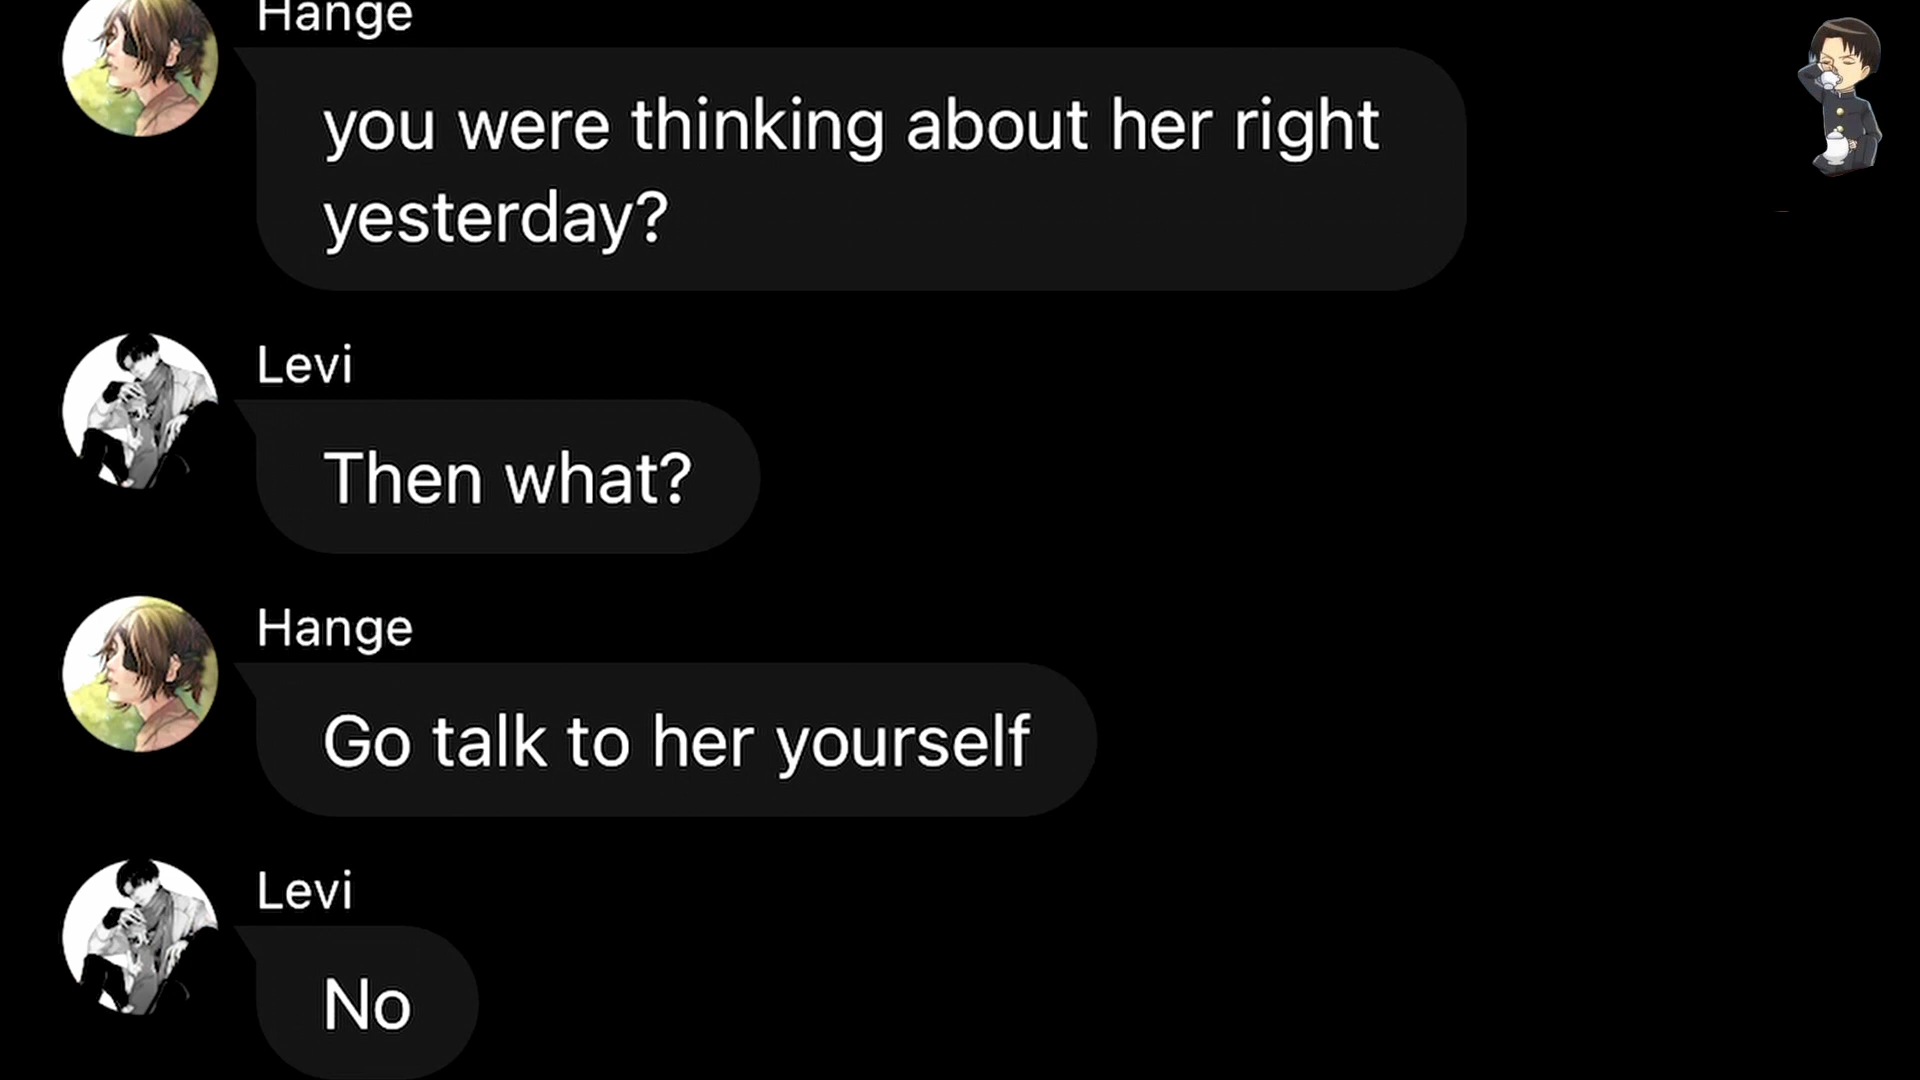 Hange
you were thinking about her right
yesterday?
Levi
Then what?
Hange
Go talk to her yourself
Levi
No